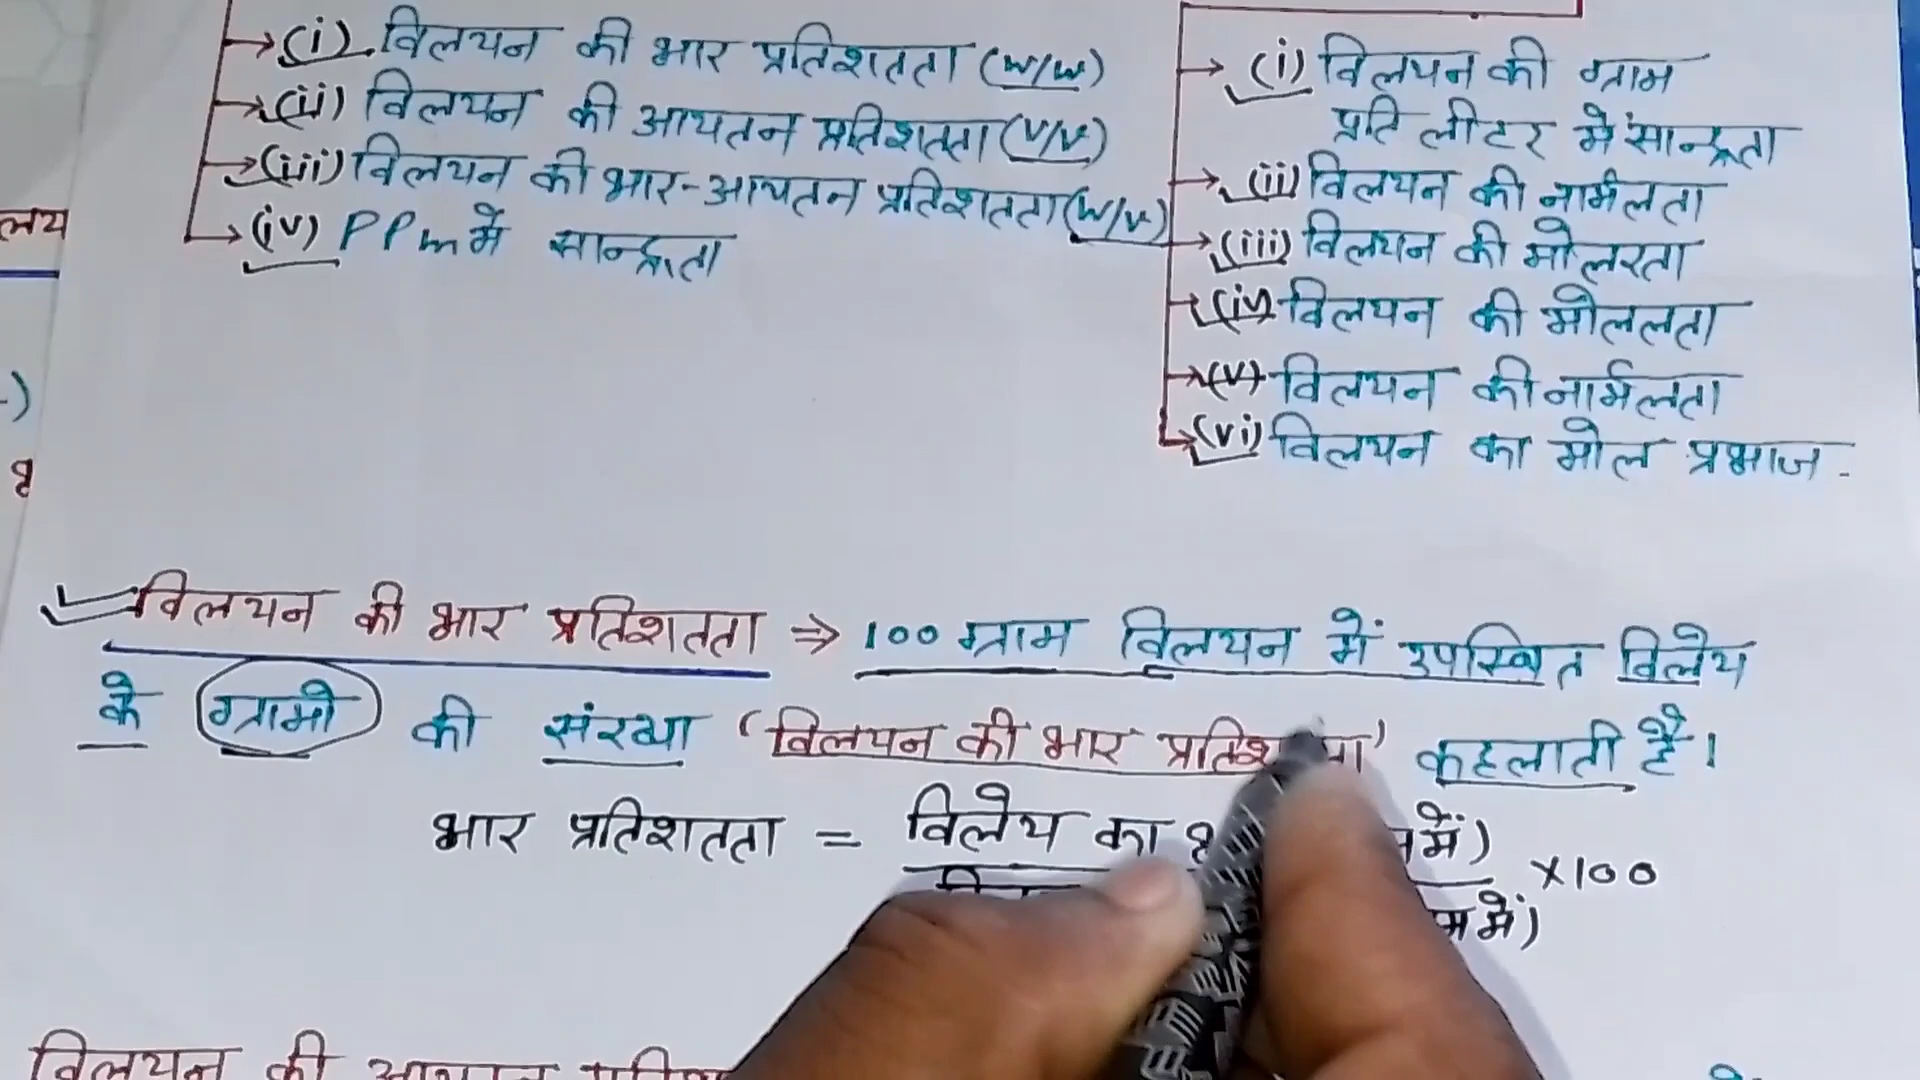 (i) विलयन की भार प्रतिशतता (w/w)
(ii) विलयन की आयतन प्रतिशतता (v/v)
(iii) विलयन की भार-आयतन प्रतिशतता (w/v)
(iv) PPm में सान्द्रता
(i) विलयन की ग्राम
प्रति लीटर में सान्द्रता
(ii) विलयन की नार्मलता
(iii) विलयन की मोलरता
(iv) विलयन की मोललता
(v) विलयन की नार्मलता
(vi) विलयन का मोल प्रभाज
विलयन की भार प्रतिशतता ⇒ 100 ग्राम विलयन में उपस्थित विलेय
के ग्रामो की संख्या 'विलयन की भार कहलाती है।
भार प्रतिशतता = विलेय का में) ×100
में)
विलयन की